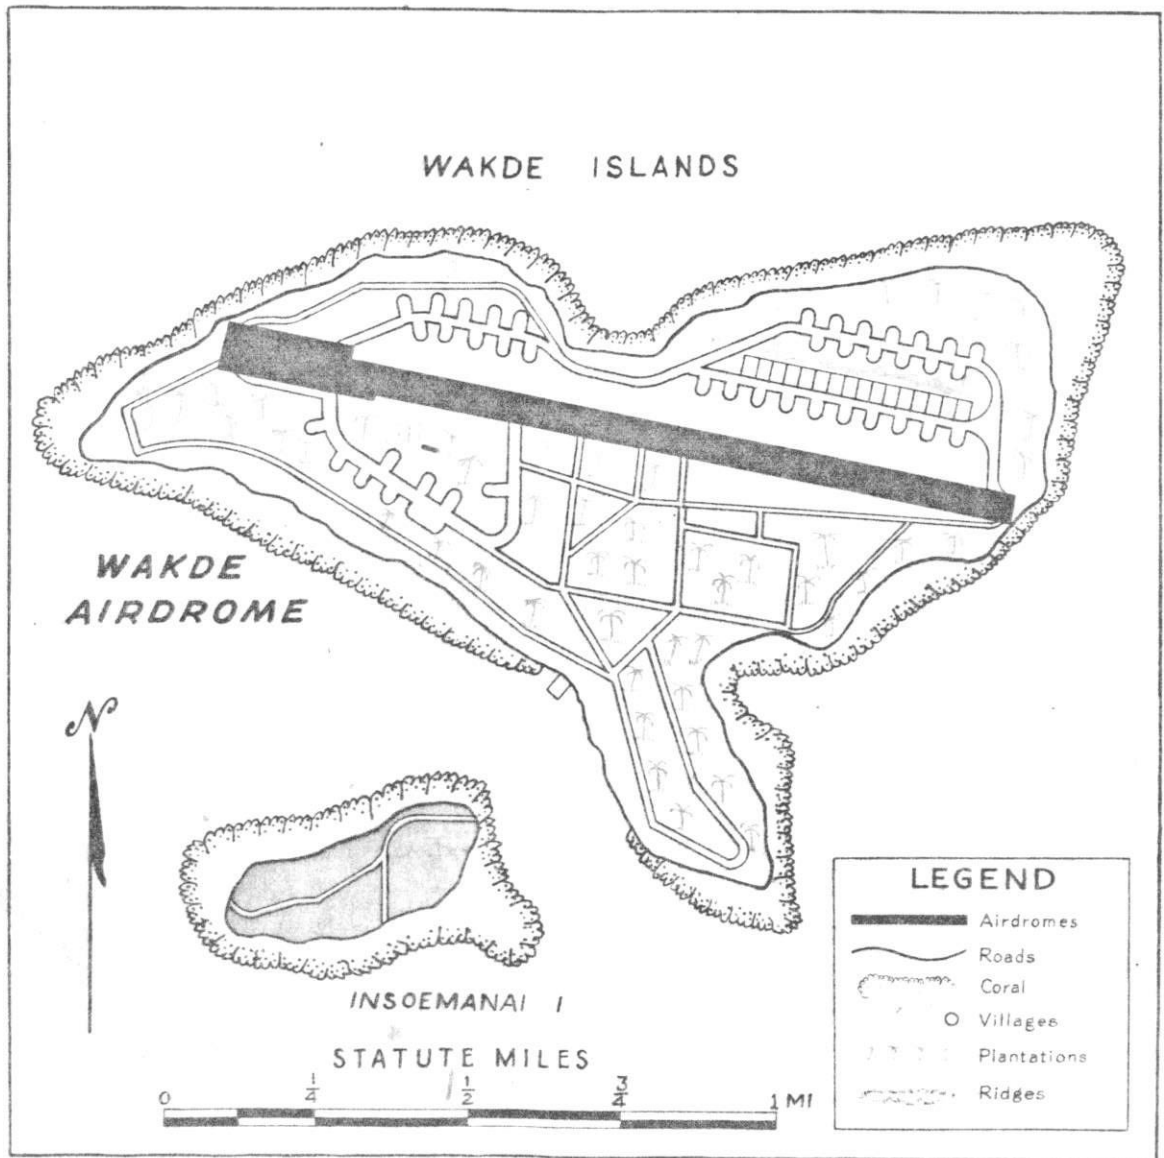 WAKDE ISLANDS
WAKDE
AIRDROME
N
INSOEMANAI I
STATUTE MILES
0 1/4 1/2 3/4 1 MI
LEGEND
Airdromes
Roads
Coral
Villages
Plantations
Ridges